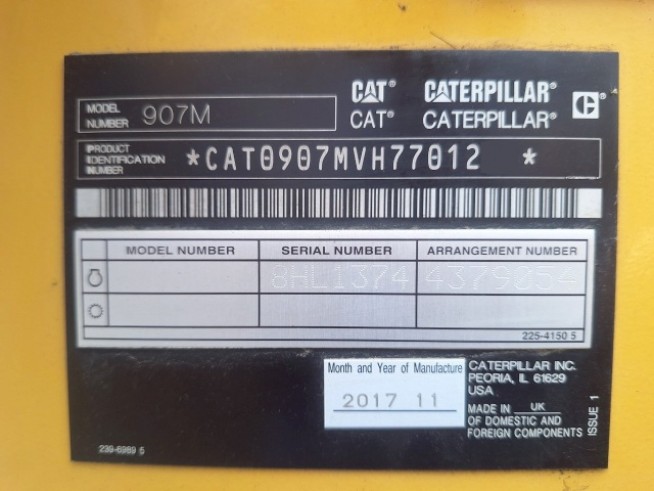 CAT® CATERPILLAR® C®
MODEL NUMBER 907M CAT® CATERPILLAR®
PRODUCT IDENTIFICATION NUMBER *CAT0907MVH77012 *
MODEL NUMBER SERIAL NUMBER ARRANGEMENT NUMBER
8HL1374 4379054
225-4150 5
Month and Year of Manufacture
2017 11
CATERPILLAR INC.
PEORIA, IL 61629
USA
MADE IN UK
OF DOMESTIC AND
FOREIGN COMPONENTS
ISSUE 1
239-6969 5